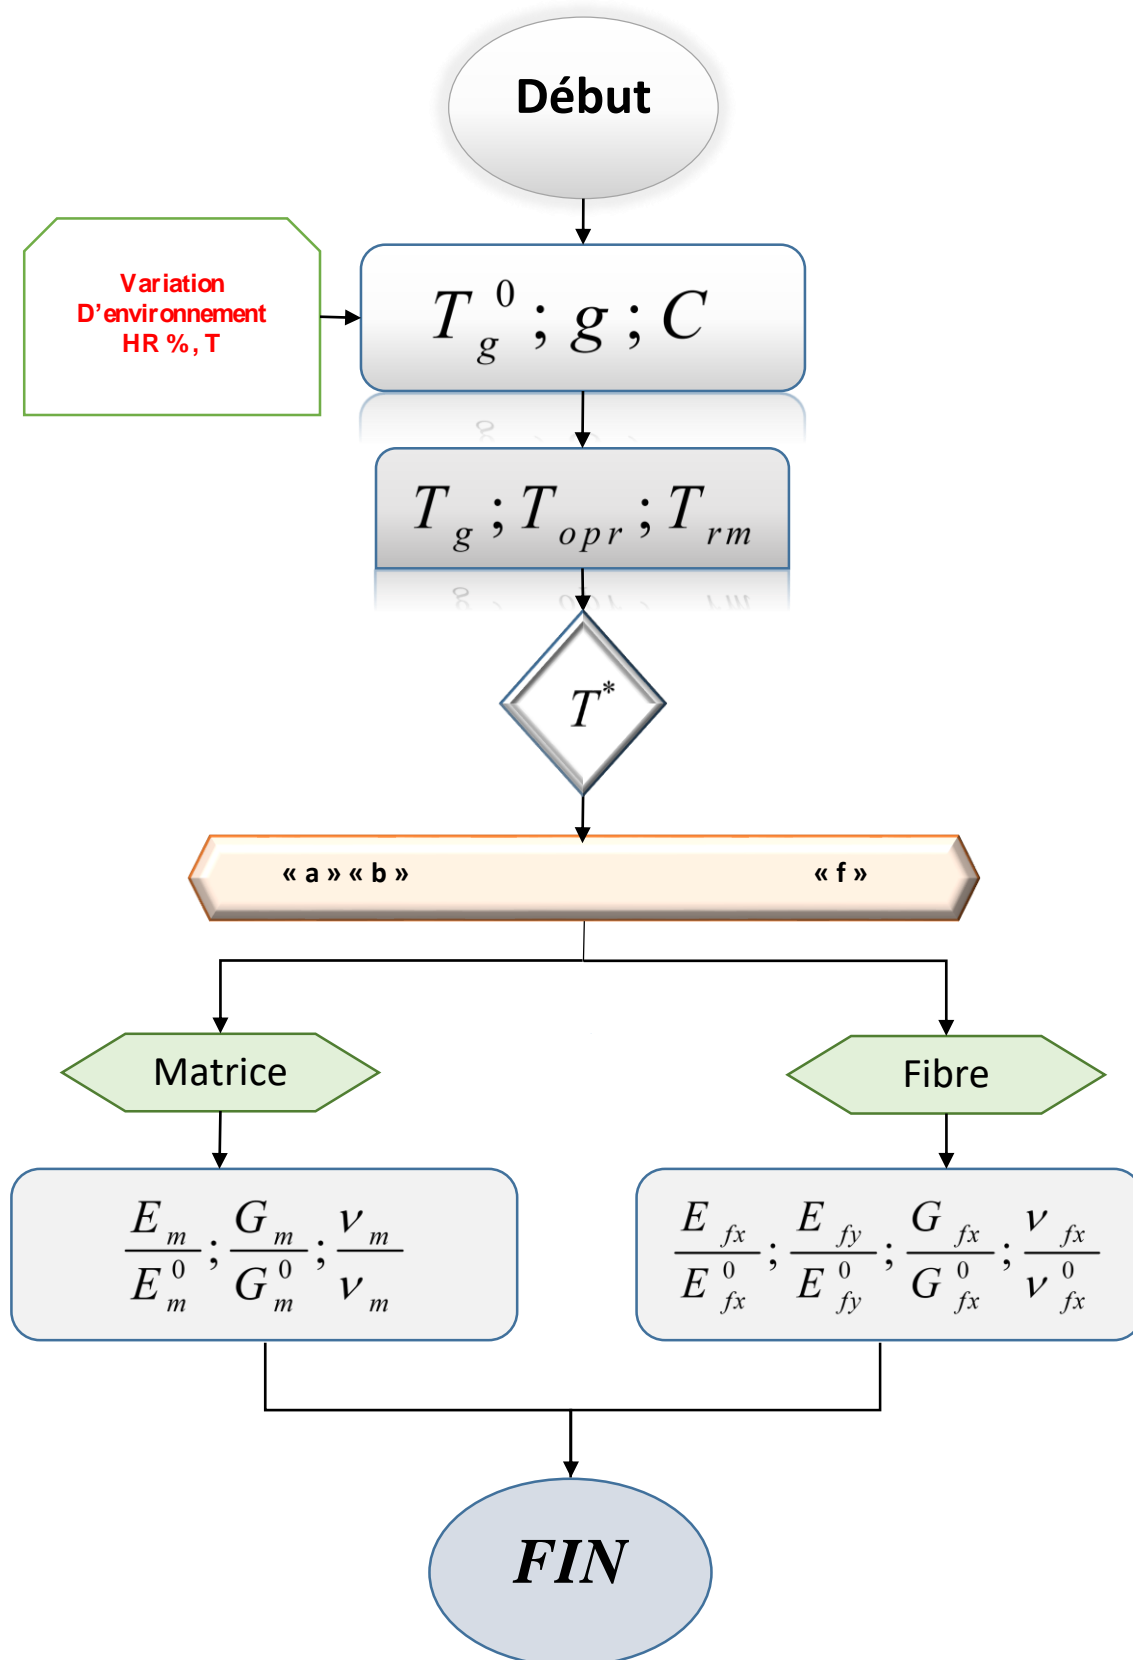 Début
Variation
D'environnement
HR %, T
T_g^0 ; g ; C
T_g ; T_opr ; T_rm
T^*
« a » « b » « f »
Matrice
Fibre
E_m / E_m^0 ; G_m / G_m^0 ; ν_m / ν_m
E_fx / E_fx^0 ; E_fy / E_fy^0 ; G_fx / G_fx^0 ; ν_fx / ν_fx^0
FIN